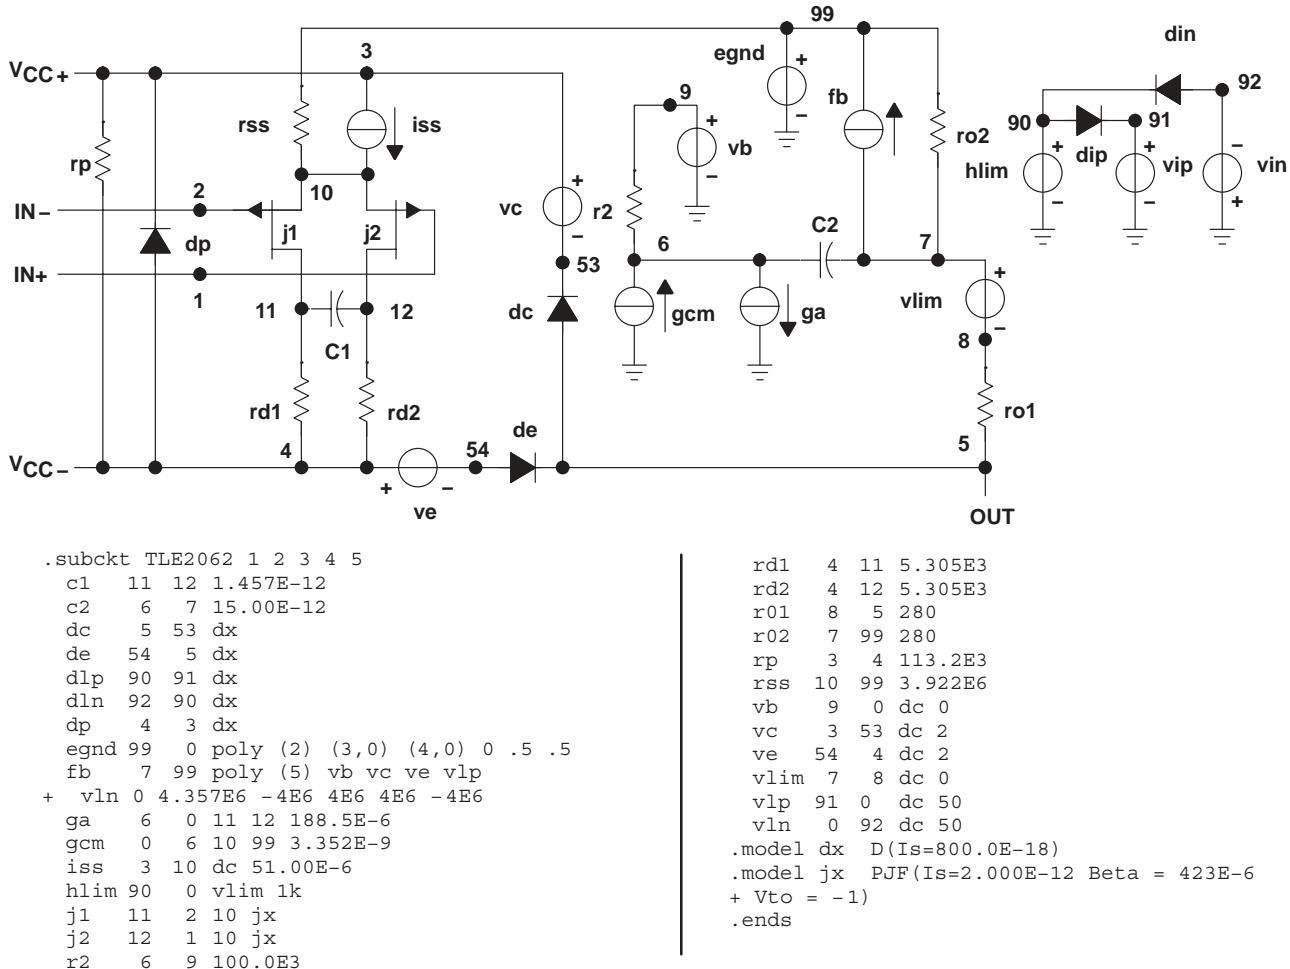 99
din
3
egnd
VCC+
92
9
fb
90
91
rss
iss
vb
ro2
rp
dip
hlim
vip
vin
10
2
vc
r2
C2
IN−
j1
j2
6
7
dp
53
IN+
1
vlim
11
12
dc
gcm
ga
8
C1
rd1
rd2
ro1
de
4
54
5
VCC−
ve
OUT
.subckt TLE2062 1 2 3 4 5
c1 11 12 1.457E−12
c2 6 7 15.00E−12
dc 5 53 dx
de 54 5 dx
dlp 90 91 dx
dln 92 90 dx
dp 4 3 dx
egnd 99 0 poly (2) (3,0) (4,0) 0 .5 .5
fb 7 99 poly (5) vb vc ve vlp
+ vln 0 4.357E6 −4E6 4E6 4E6 −4E6
ga 6 0 11 12 188.5E−6
gcm 0 6 10 99 3.352E−9
iss 3 10 dc 51.00E−6
hlim 90 0 vlim 1k
j1 11 2 10 jx
j2 12 1 10 jx
r2 6 9 100.0E3
rd1 4 11 5.305E3
rd2 4 12 5.305E3
r01 8 5 280
r02 7 99 280
rp 3 4 113.2E3
rss 10 99 3.922E6
vb 9 0 dc 0
vc 3 53 dc 2
ve 54 4 dc 2
vlim 7 8 dc 0
vlp 91 0 dc 50
vln 0 92 dc 50
.model dx D(Is=800.0E−18)
.model jx PJF(Is=2.000E−12 Beta = 423E−6
+ Vto = −1)
.ends